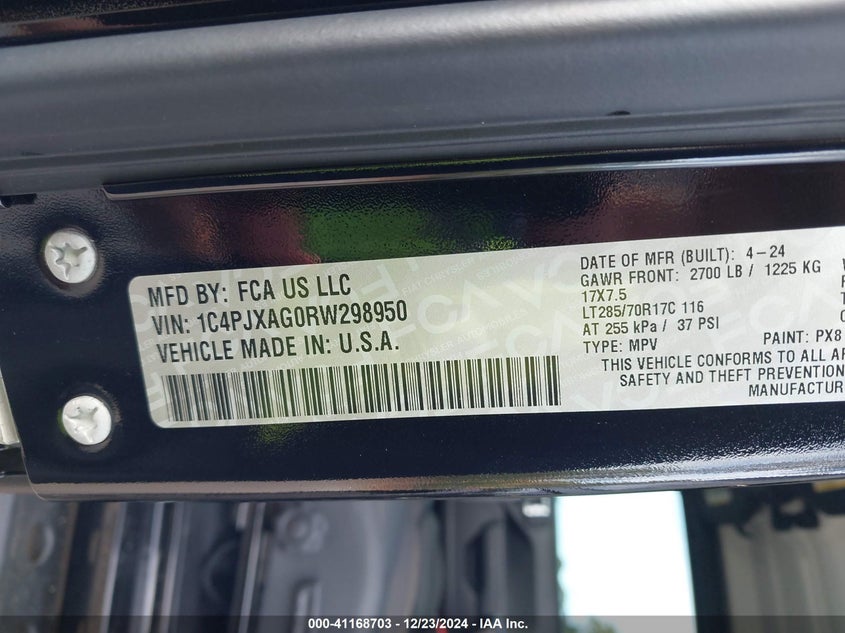 MFD BY: FCA US LLC
VIN: 1C4PJXAG0RW298950
VEHICLE MADE IN: U.S.A.
DATE OF MFR (BUILT): 4-24
GAWR FRONT: 2700 LB / 1225 KG
17X7.5
LT285/70R17C 116
AT 255 kPa / 37 PSI
TYPE: MPV
PAINT: PX8
THIS VEHICLE CONFORMS TO ALL AP
SAFETY AND THEFT PREVENTION
MANUFACTUR
000-41168703 - 12/23/2024 - IAA Inc.